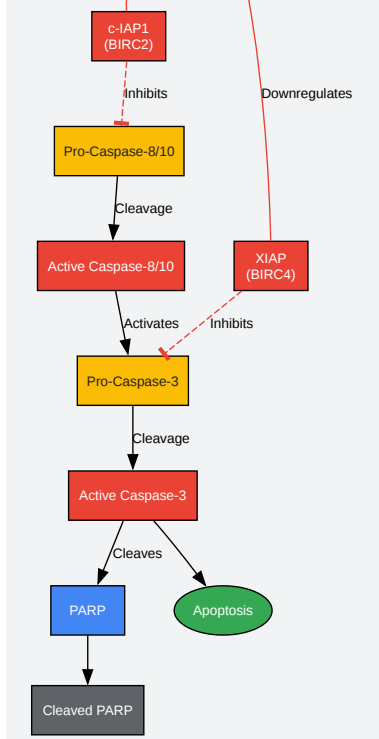 c-IAP1
(BIRC2)
Inhibits
Downregulates
Pro-Caspase-8/10
Cleavage
Active Caspase-8/10
XIAP
(BIRC4)
Activates
Inhibits
Pro-Caspase-3
Cleavage
Active Caspase-3
Cleaves
PARP
Apoptosis
Cleaved PARP